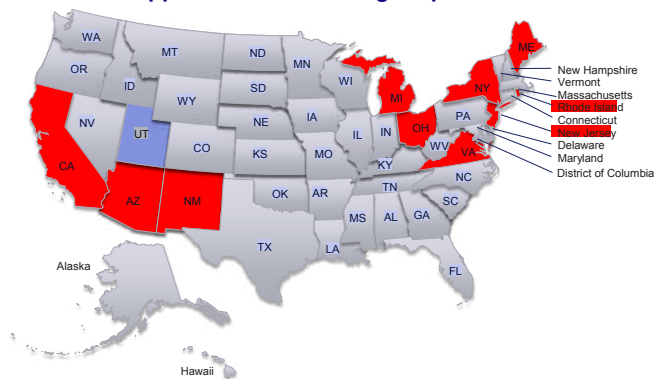 WA
MT
ND
MN
ME
OR
ID
SD
WI
NY
New Hampshire
Vermont
Massachusetts
Rhode Island
Connecticut
New Jersey
Delaware
Maryland
District of Columbia
WY
MI
NV
UT
NE
IA
PA
CO
IL
IN
OH
WV
VA
CA
KS
MO
KY
NC
AZ
NM
OK
AR
TN
SC
TX
MS
AL
GA
LA
FL
Alaska
Hawaii